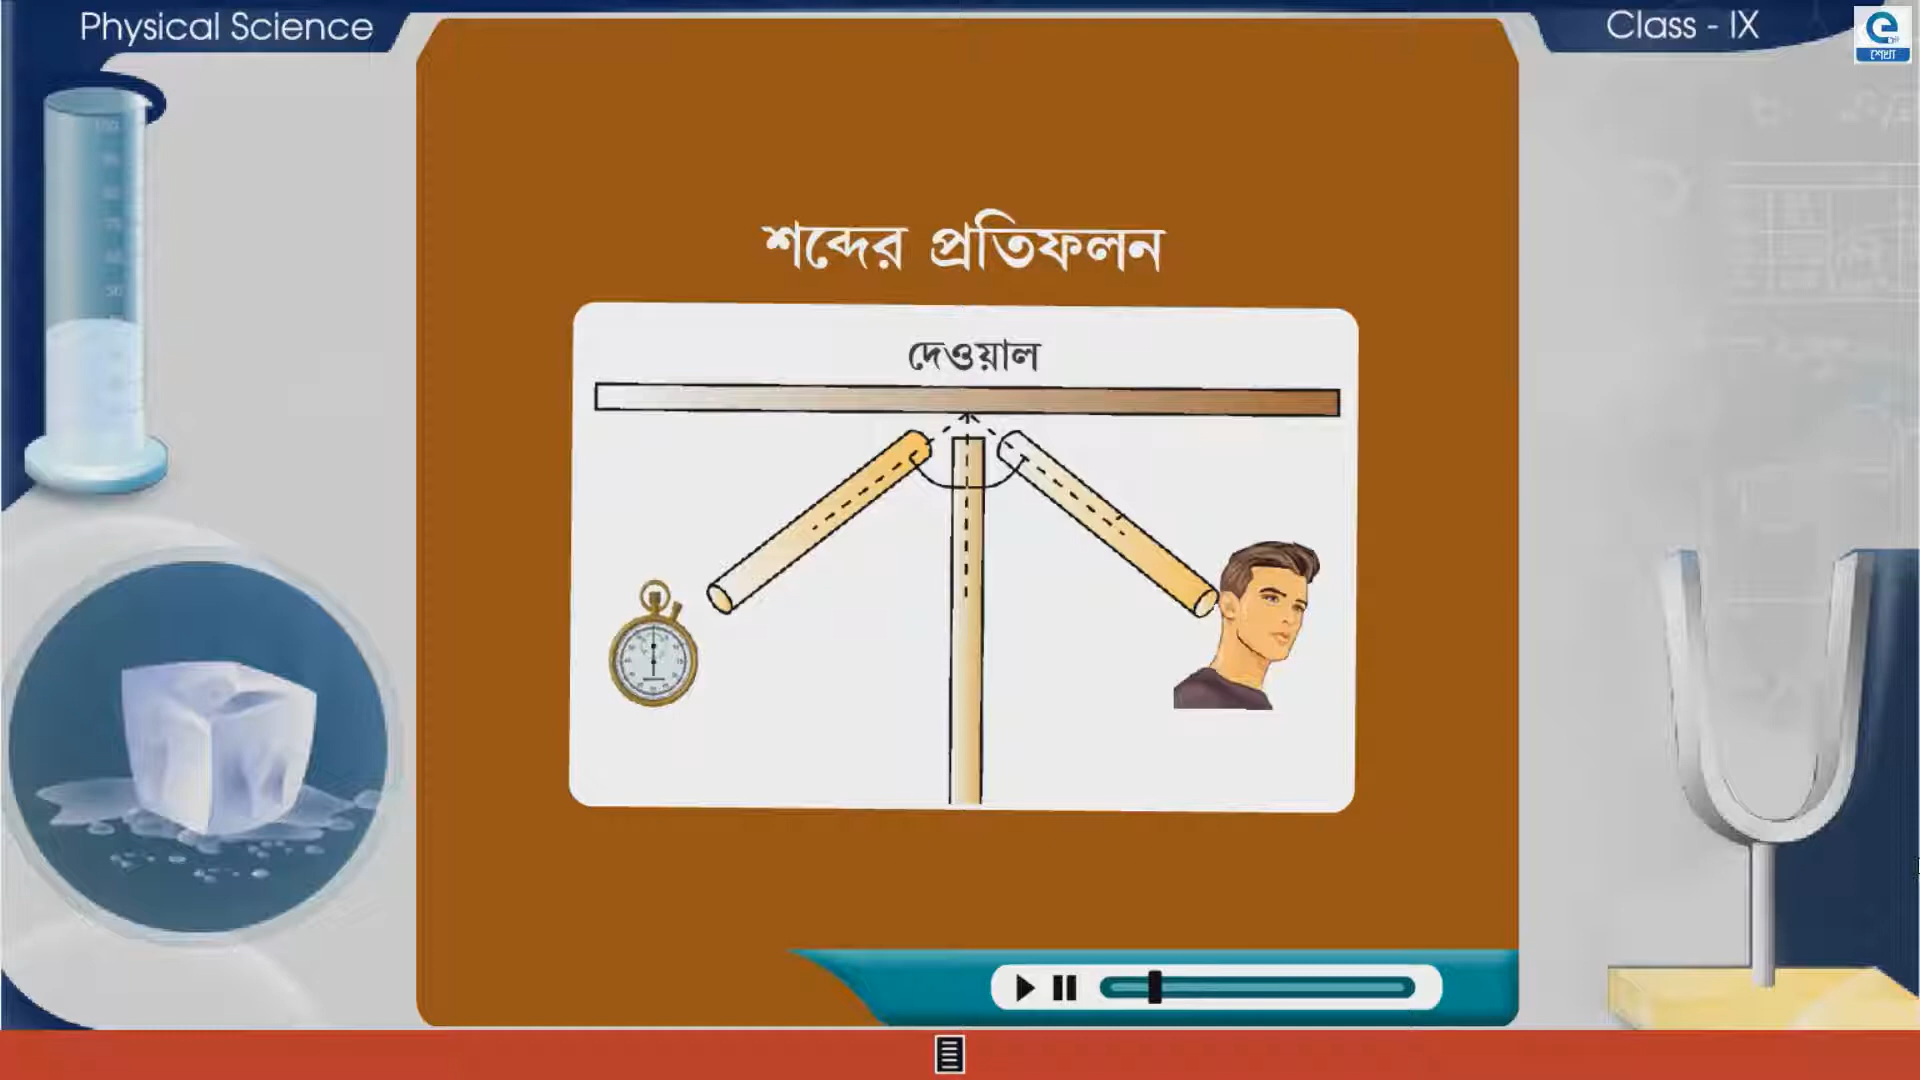 Physical Science
Class - IX
শব্দের প্রতিফলন
দেওয়াল